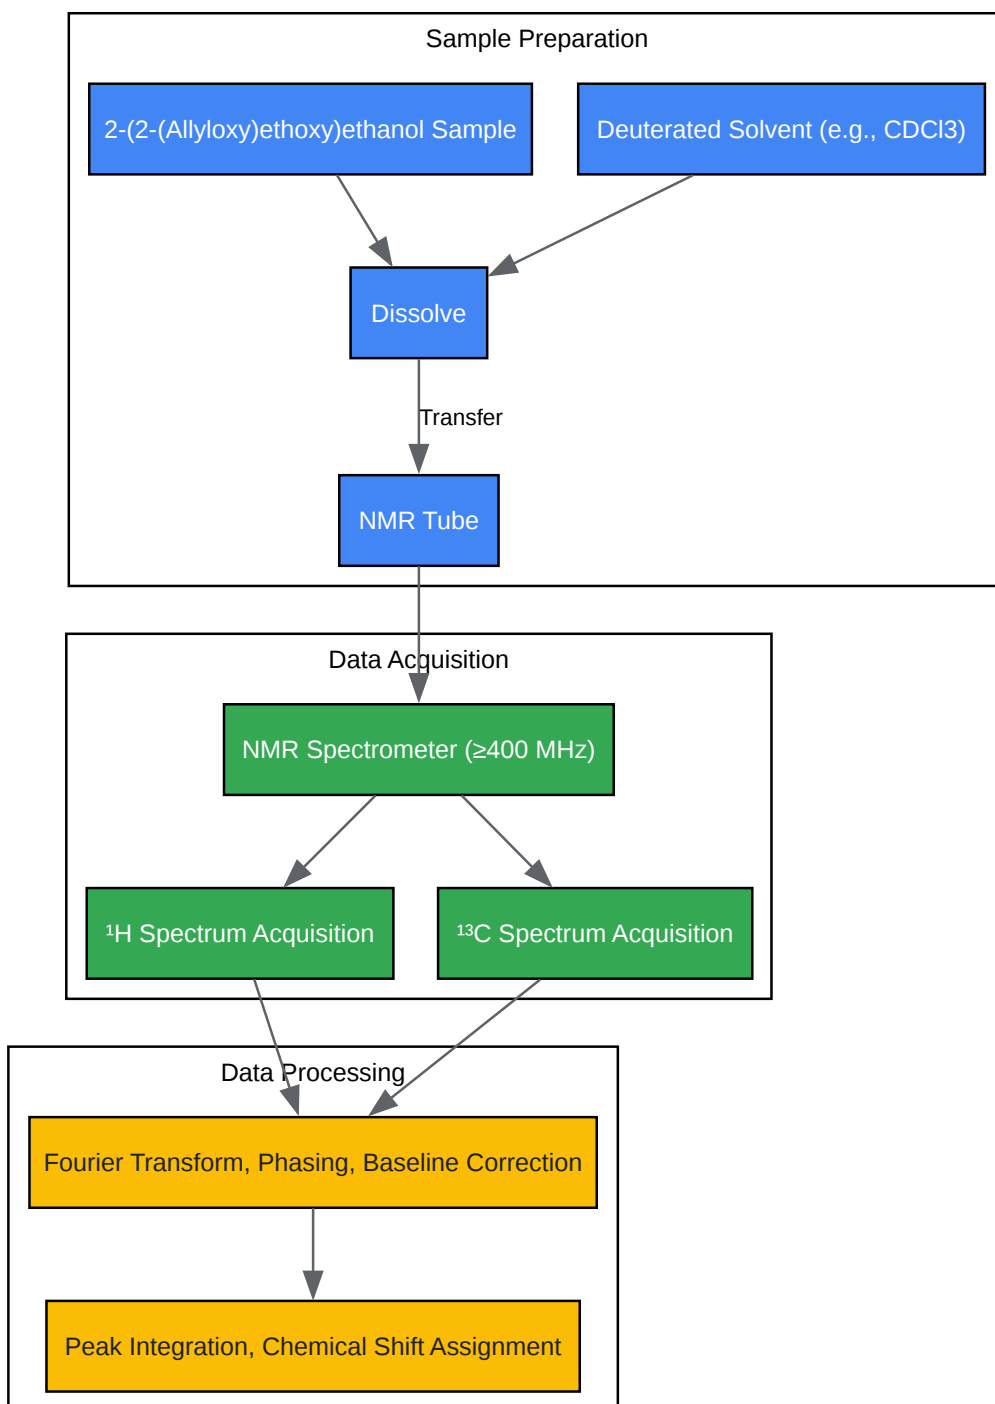 Sample Preparation
2-(2-(Allyloxy)ethoxy)ethanol Sample
Deuterated Solvent (e.g., CDCl3)
Dissolve
Transfer
NMR Tube
Data Acquisition
NMR Spectrometer (≥400 MHz)
¹H Spectrum Acquisition
¹³C Spectrum Acquisition
Data Processing
Fourier Transform, Phasing, Baseline Correction
Peak Integration, Chemical Shift Assignment